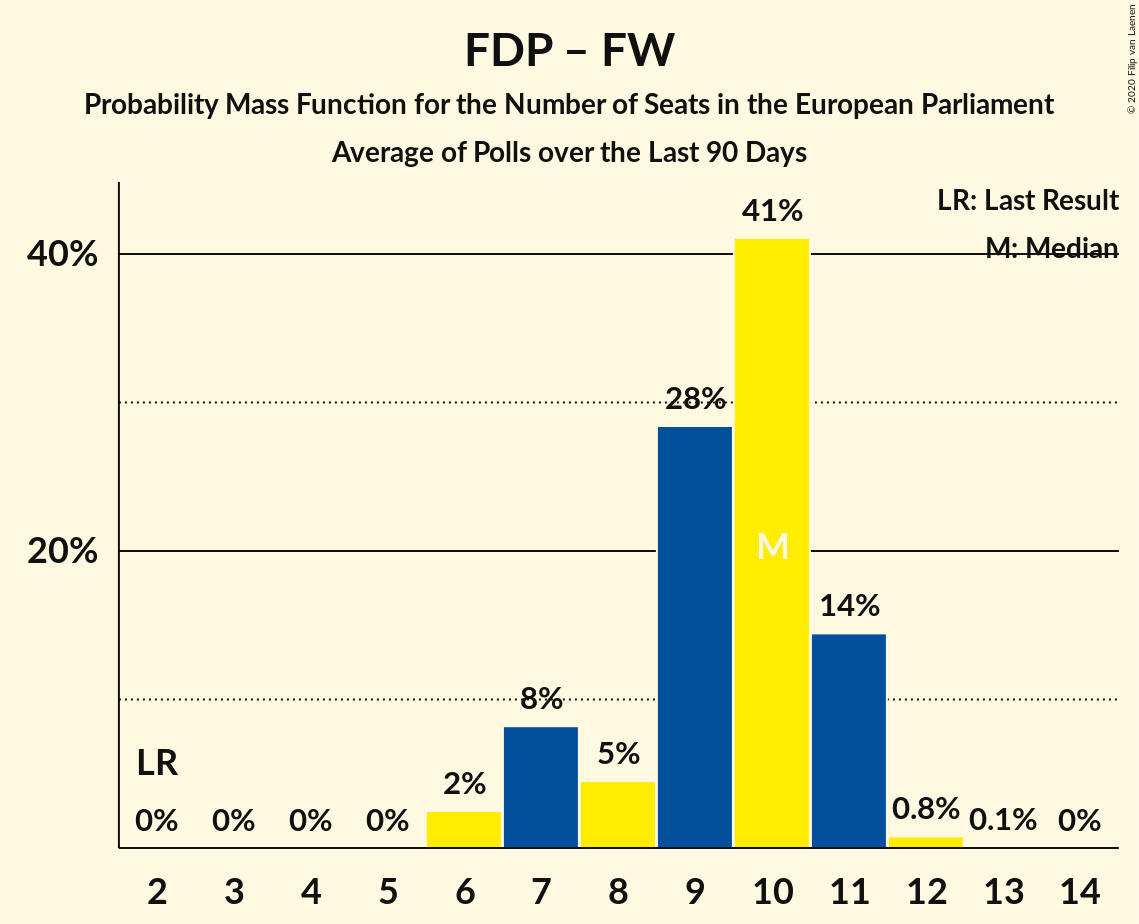 FDP – FW
Probability Mass Function for the Number of Seats in the European Parliament
Average of Polls over the Last 90 Days
© 2020 Filip van Laenen
LR: Last Result
M: Median
40%
20%
LR
0%
0%
0%
0%
2%
8%
5%
28%
41%
M
14%
0.8%
0.1%
0%
2 3 4 5 6 7 8 9 10 11 12 13 14